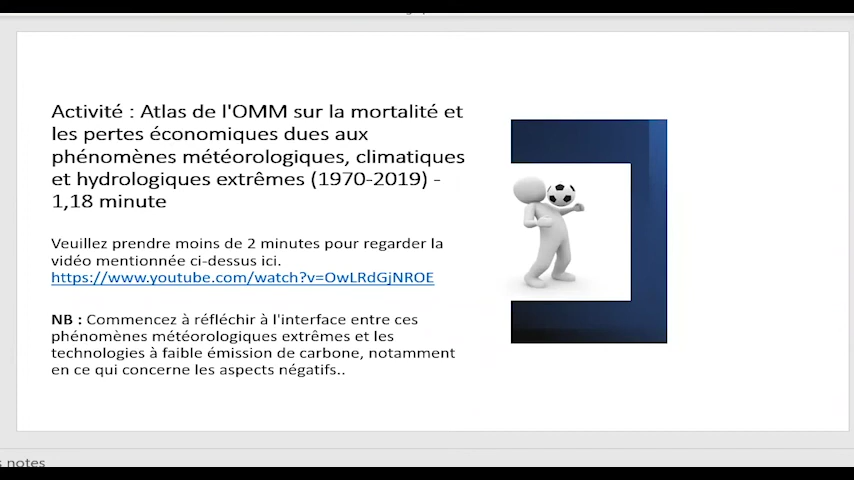 Activité : Atlas de l'OMM sur la mortalité et
les pertes économiques dues aux
phénomènes météorologiques, climatiques
et hydrologiques extrêmes (1970-2019) -
1,18 minute
Veuillez prendre moins de 2 minutes pour regarder la
vidéo mentionnée ci-dessus ici.
https://www.youtube.com/watch?v=OwLRdGjNROE
NB : Commencez à réfléchir à l'interface entre ces
phénomènes météorologiques extrêmes et les
technologies à faible émission de carbone, notamment
en ce qui concerne les aspects négatifs..
notes